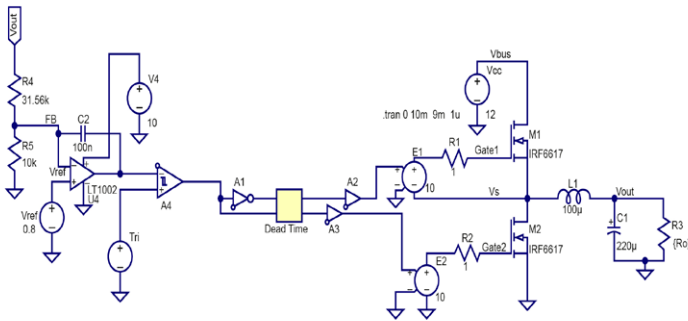 Vout
R4
31.56k
FB
C2
100n
R5
10k
V4
10
Vref
LT1002
U4
Vref
0.8
Tri
A4
A1
Dead Time
A2
A3
.tran 0 10m 9m 1u
Vbus
Vcc
12
E1
10
R1
1
Gate1
M1
IRF6617
Vs
L1
100µ
Vout
C1
220µ
R3
{Ro}
M2
IRF6617
R2
1
Gate2
E2
10